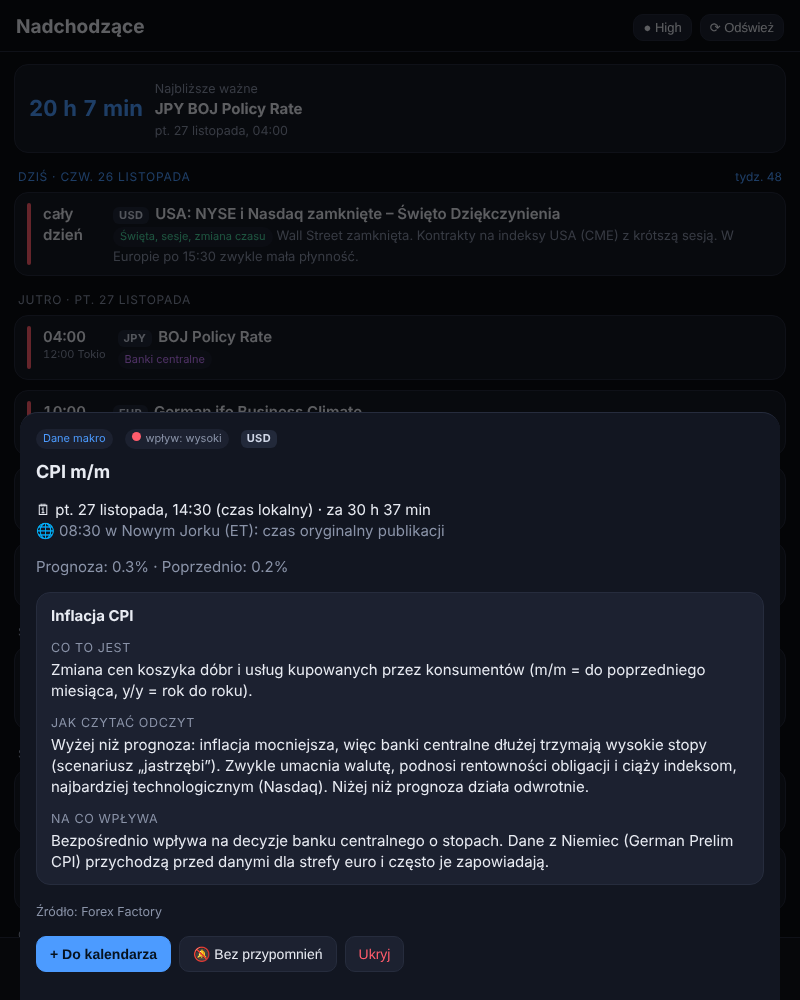 Nadchodzące
● High
⟳ Odśwież
20 h 7 min
Najbliższe ważne
JPY BOJ Policy Rate
pt. 27 listopada, 04:00
DZIŚ · CZW. 26 LISTOPADA
tydz. 48
cały dzień
USD USA: NYSE i Nasdaq zamknięte – Święto Dziękczynienia
Święta, sesje, zmiana czasu Wall Street zamknięta. Kontrakty na indeksy USA (CME) z krótszą sesją. W
Europie po 15:30 zwykle mała płynność.
JUTRO · PT. 27 LISTOPADA
04:00
12:00 Tokio
JPY BOJ Policy Rate
Banki centralne
10:00 EUR German ifo Business Climate
Dane makro
wpływ: wysoki
USD
CPI m/m
pt. 27 listopada, 14:30 (czas lokalny) · za 30 h 37 min
08:30 w Nowym Jorku (ET): czas oryginalny publikacji
Prognoza: 0.3% · Poprzednio: 0.2%
Inflacja CPI
CO TO JEST
Zmiana cen koszyka dóbr i usług kupowanych przez konsumentów (m/m = do poprzedniego
miesiąca, y/y = rok do roku).
JAK CZYTAĆ ODCZYT
Wyżej niż prognoza: inflacja mocniejsza, więc banki centralne dłużej trzymają wysokie stopy
(scenariusz „jastrzębi”). Zwykle umacnia walutę, podnosi rentowności obligacji i ciąży indeksom,
najbardziej technologicznym (Nasdaq). Niżej niż prognoza działa odwrotnie.
NA CO WPŁYWA
Bezpośrednio wpływa na decyzje banku centralnego o stopach. Dane z Niemiec (German Prelim
CPI) przychodzą przed danymi dla strefy euro i często je zapowiadają.
Źródło: Forex Factory
+ Do kalendarza
🔕 Bez przypomnień
Ukryj